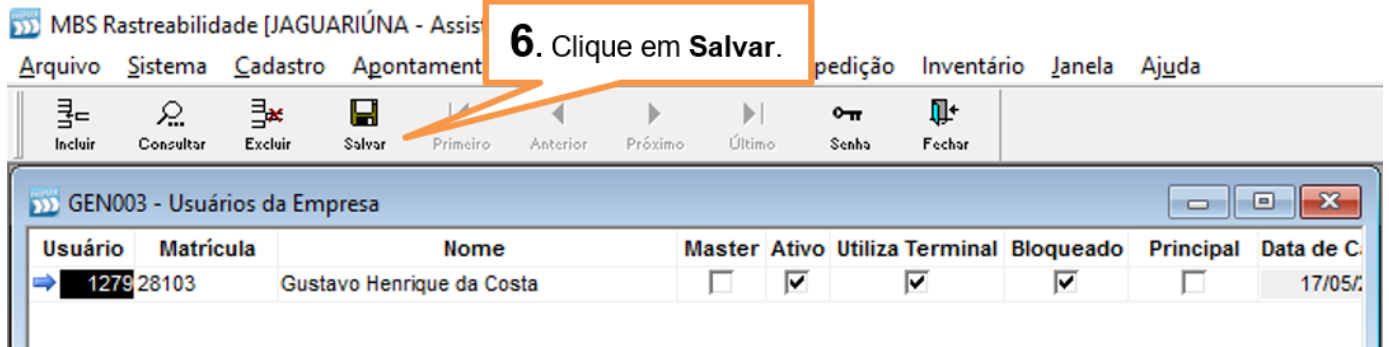 MBS Rastreabilidade [JAGUARIÚNA - Assist
6. Clique em Salvar.
Arquivo Sistema Cadastro Apontament pedição Inventário Janela Ajuda
Incluir Consultar Excluir Salvar Primeiro Anterior Próximo Último Senha Fechar
GEN003 - Usuários da Empresa
Usuário Matrícula Nome Master Ativo Utiliza Terminal Bloqueado Principal Data de C
1279 28103 Gustavo Henrique da Costa 17/05/